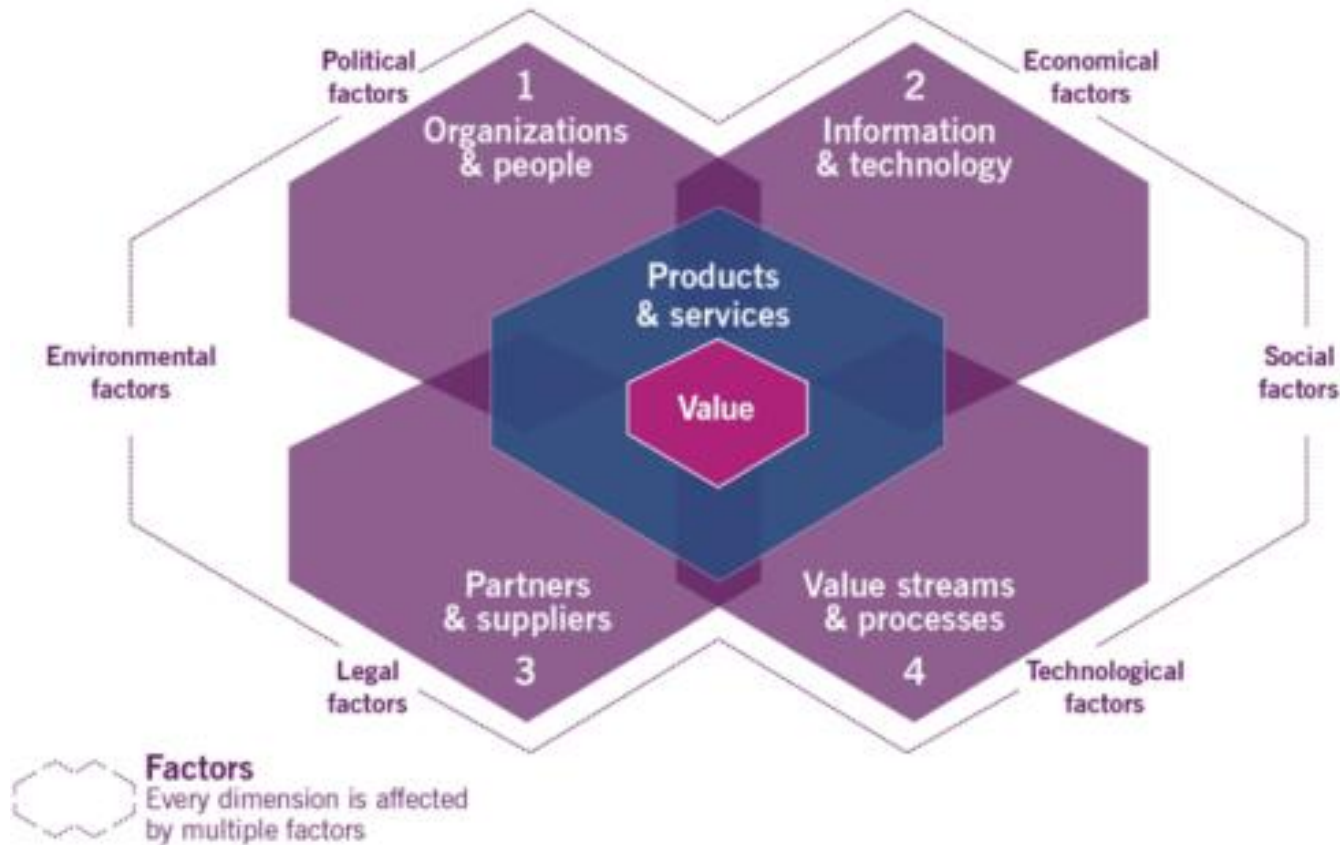 Political
factors
Economical
factors
1
Organizations
& people
2
Information
& technology
Products
& services
Environmental
factors
Value
Social
factors
Partners
& suppliers
3
Value streams
& processes
4
Legal
factors
Technological
factors
Factors
Every dimension is affected
by multiple factors